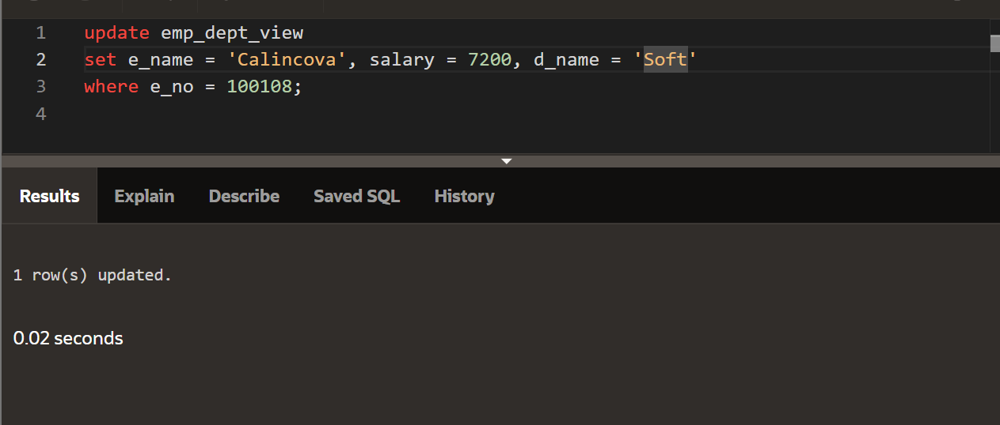 1 update emp_dept_view
2 set e_name = 'Calincova', salary = 7200, d_name = 'Soft'
3 where e_no = 100108;
4
Results Explain Describe Saved SQL History
1 row(s) updated.
0.02 seconds